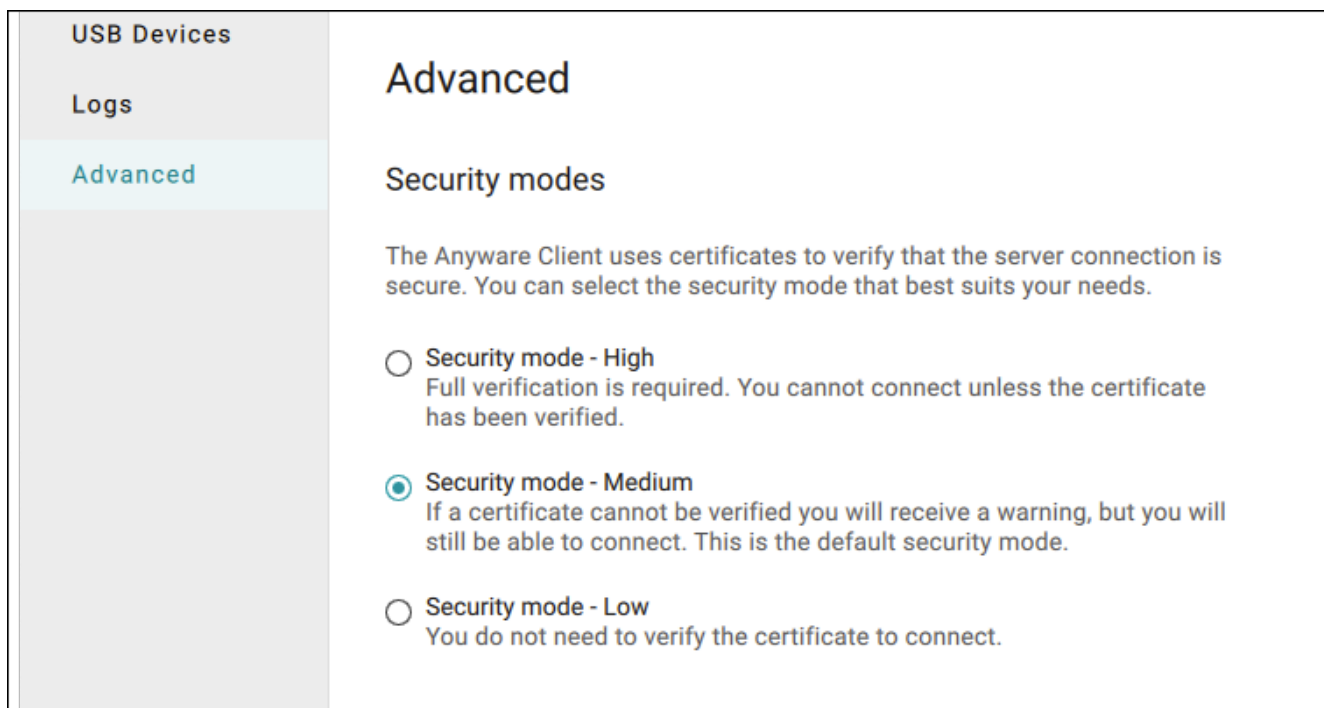 USB Devices
Logs
Advanced
Advanced
Security modes
The Anyware Client uses certificates to verify that the server connection is
secure. You can select the security mode that best suits your needs.
Security mode - High
Full verification is required. You cannot connect unless the certificate
has been verified.
Security mode - Medium
If a certificate cannot be verified you will receive a warning, but you will
still be able to connect. This is the default security mode.
Security mode - Low
You do not need to verify the certificate to connect.